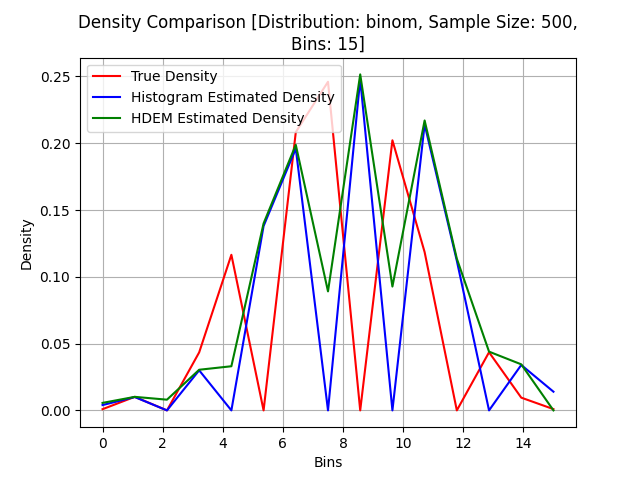 Density Comparison [Distribution: binom, Sample Size: 500,
Bins: 15]
True Density
Histogram Estimated Density
HDEM Estimated Density
0.25
0.20
0.15
0.10
0.05
0.00
Density
0 2 4 6 8 10 12 14
Bins